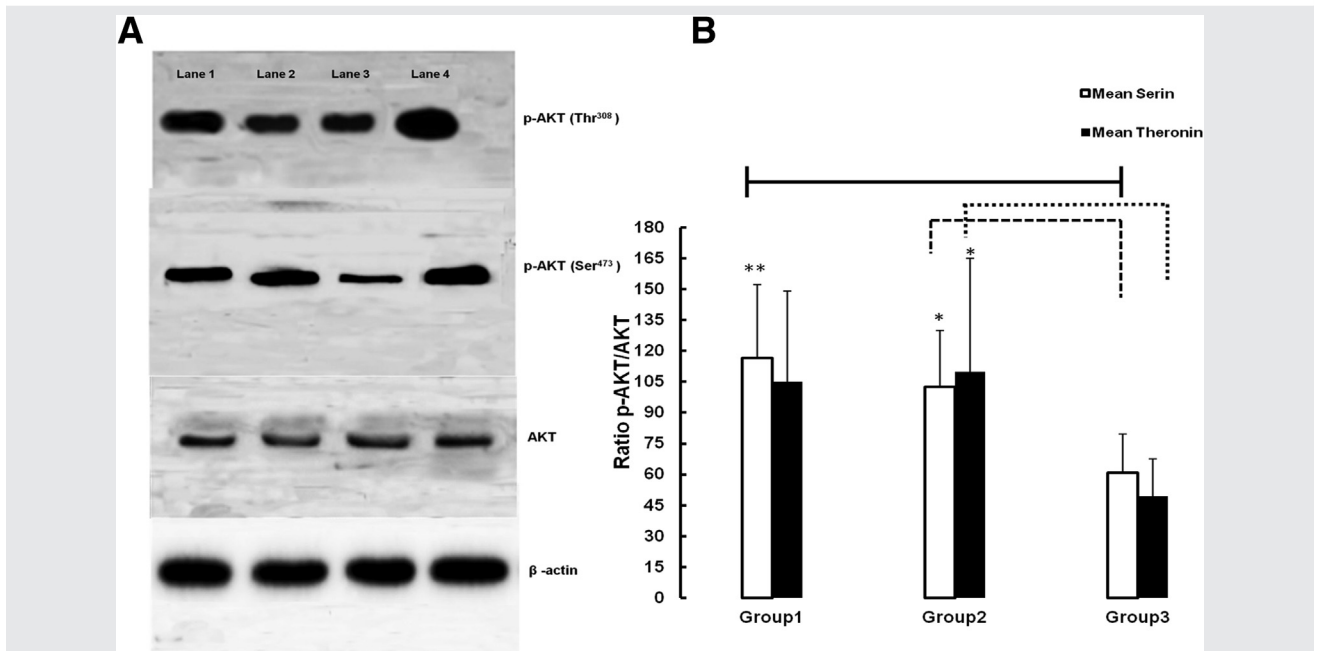 A
Lane 1 Lane 2 Lane 3 Lane 4
p-AKT (Thr³⁰⁸)
p-AKT (Ser⁴⁷³)
AKT
β -actin
B
Mean Serin
Mean Theronin
Ratio p-AKT/AKT
180
165
150
135
120
105
90
75
60
45
30
15
0
**
*
*
Group1 Group2 Group3